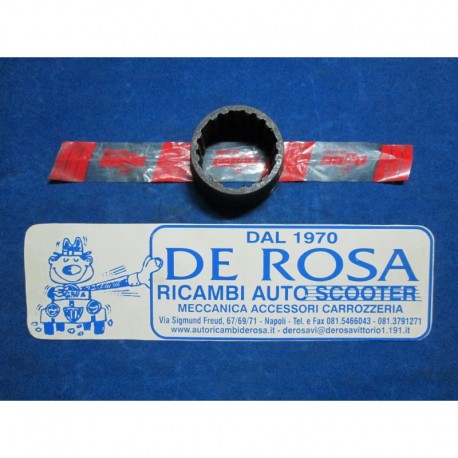 DAL 1970
DE ROSA
RICAMBI AUTO SCOOTER
MECCANICA ACCESSORI CARROZZERIA
Via Sigmund Freud, 67/69/71 - Napoli - Tel. e Fax 081.5466043 - 081.3791271
www.autoricambiderosa.it - derosavi@derosavittorio1.191.it